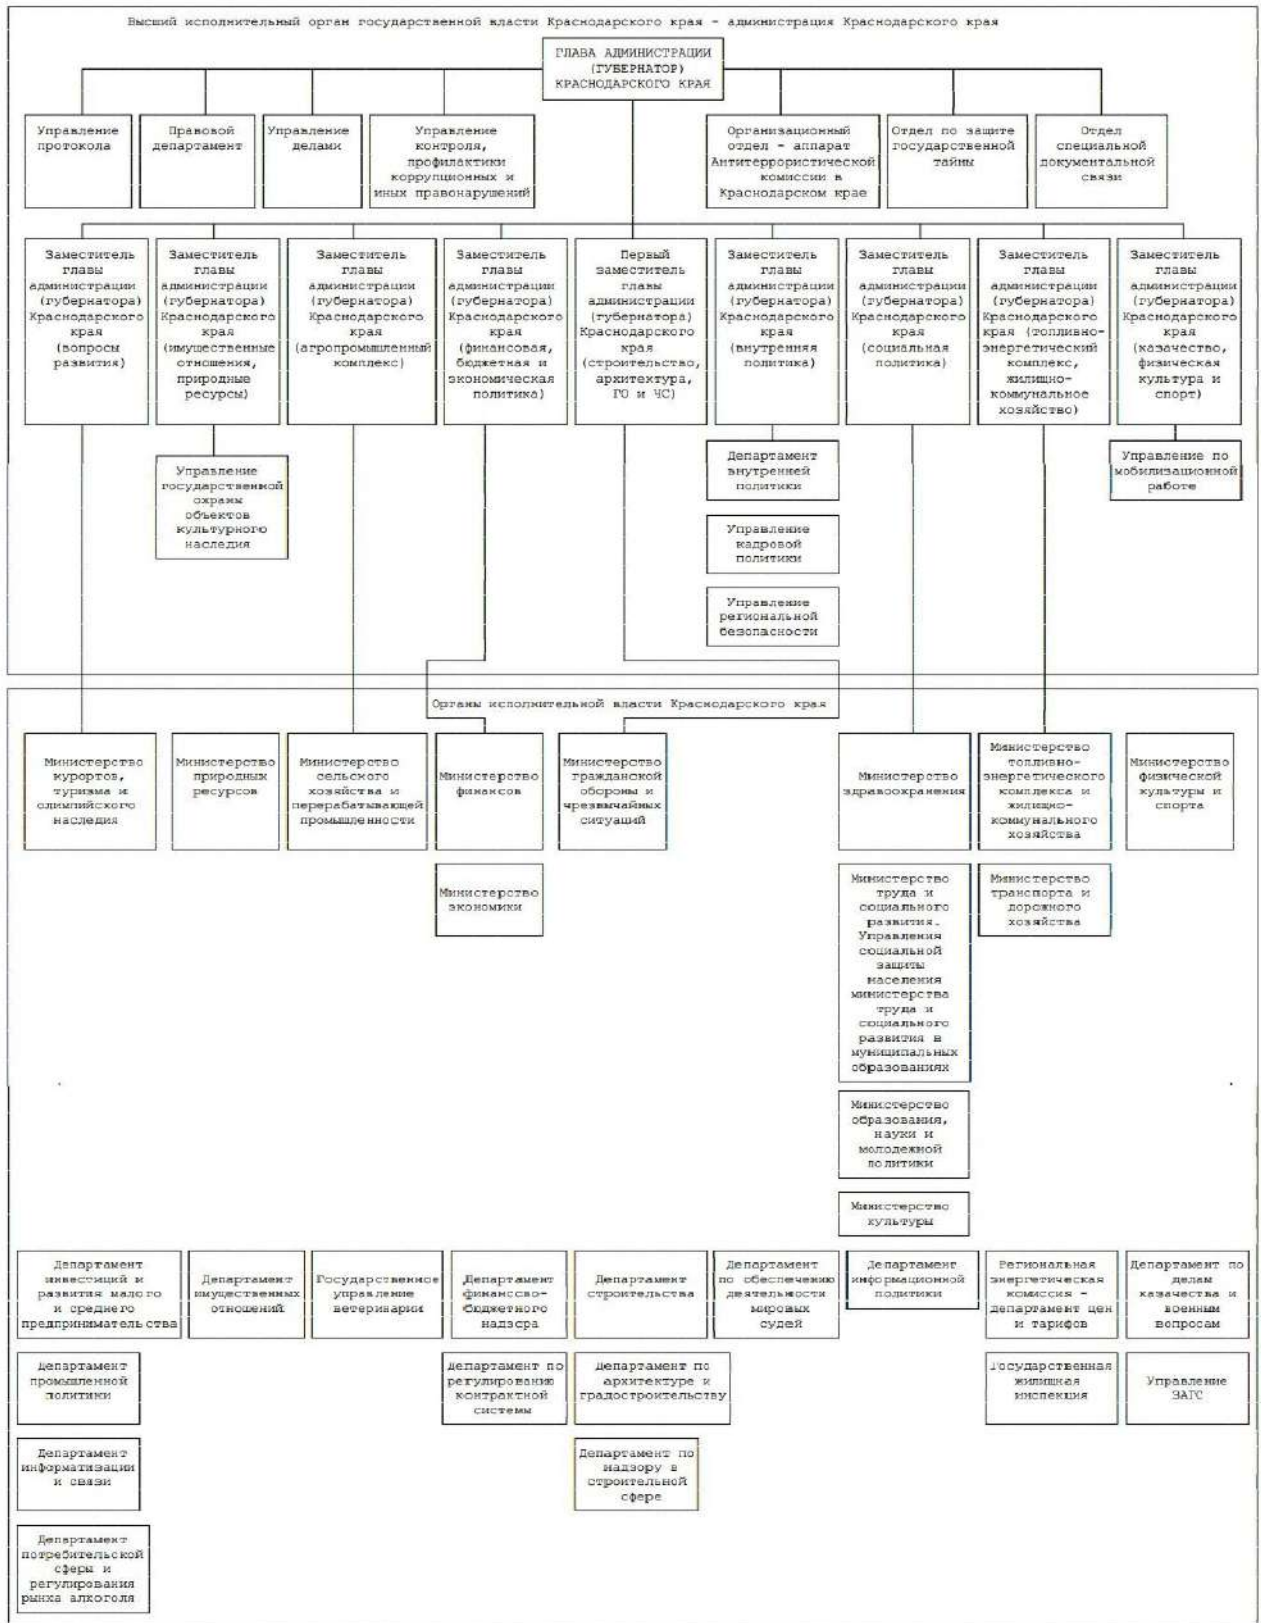 Высший исполнительный орган государственной власти Краснодарского края - администрация Краснодарского края
ГЛАВА АДМИНИСТРАЦИИ
(ГУБЕРНАТОР)
КРАСНОДАРСКОГО КРАЯ
Управление
протокола
Правовой
департамент
Управление
делами
Управление
контроля,
профилактики
коррупционных и
иных правонарушений
Организационный
отдел - аппарат
Антитеррористической
комиссии в
Краснодарском крае
Отдел по защите
государственной
тайны
Отдел
специальной
документальной
связи
Заместитель
главы
администрации
(губернатора)
Краснодарского
края
(вопросы
развития)
Заместитель
главы
администрации
(губернатора)
Краснодарского
края
(имущественные
отношения,
природные
ресурсы)
Заместитель
главы
администрации
(губернатора)
Краснодарского
края
(агропромышленный
комплекс)
Заместитель
главы
администрации
(губернатора)
Краснодарского
края
(финансовая,
бюджетная и
экономическая
политика)
Первый
заместитель
главы
администрации
(губернатора)
Краснодарского
края
(строительство,
архитектура,
ГО и ЧС)
Заместитель
главы
администрации
(губернатора)
Краснодарского
края
(внутренняя
политика)
Заместитель
главы
администрации
(губернатора)
Краснодарского
края
(социальная
политика)
Заместитель
главы
администрации
(губернатора)
Краснодарского
края (топливно-
энергетический
комплекс,
жилищно-
коммунальное
хозяйство)
Заместитель
главы
администрации
(губернатора)
Краснодарского
края
(казачество,
физическая
культура и
спорт)
Управление
государственной
охраны
объектов
культурного
наследия
Департамент
внутренней
политики
Управление
кадровой
политики
Управление
региональной
безопасности
Управление по
мобилизационной
работе
Органы исполнительной власти Краснодарского края
Министерство
курортов,
туризма и
олимпийского
наследия
Министерство
природных
ресурсов
Министерство
сельского
хозяйства и
перерабатывающей
промышленности
Министерство
финансов
Министерство
гражданской
обороны и
чрезвычайных
ситуаций
Министерство
здравоохранения
Министерство
топливно-
энергетического
комплекса и
жилищно-
коммунального
хозяйства
Министерство
физической
культуры и
спорта
Министерство
экономики
Министерство
труда и
социального
развития.
Управления
социальной
защиты
населения
министерства
труда и
социального
развития в
муниципальных
образованиях
Министерство
транспорта и
дорожного
хозяйства
Министерство
образования,
науки и
молодежной
политики
Министерство
культуры
Департамент
инвестиций и
развития малого
и среднего
предпринимательства
Департамент
имущественных
отношений
Государственное
управление
ветеринарии
Департамент
финансово-
бюджетного
надзора
Департамент
строительства
Департамент
по обеспечению
деятельности
мировых
судей
Департамент
информационной
политики
Региональная
энергетическая
комиссия -
департамент цен
и тарифов
Департамент по
делам
казачества и
военным
вопросам
Департамент
промышленной
политики
Департамент по
регулированию
контрактной
системы
Департамент по
архитектуре и
градостроительству
Государственная
жилищная
инспекция
Управление
ЗАГС
Департамент
информатизации
и связи
Департамент по
надзору в
строительной
сфере
Департамент
потребительской
сферы и
регулирования
рынка алкоголя